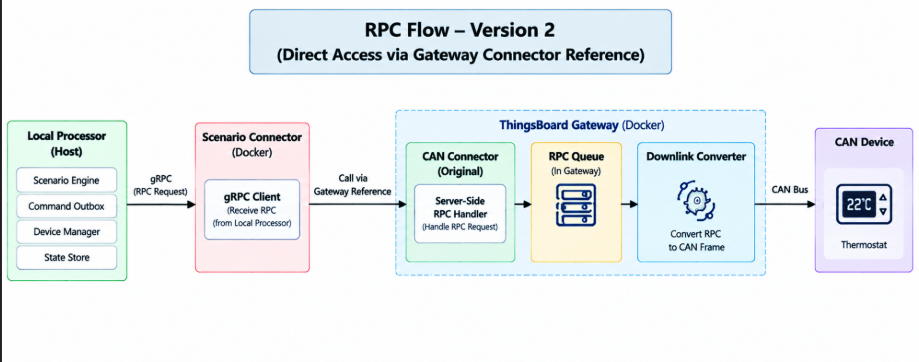 RPC Flow – Version 2
(Direct Access via Gateway Connector Reference)
Local Processor
(Host)
Scenario Engine
Command Outbox
Device Manager
State Store
gRPC
(RPC Request)
Scenario Connector
(Docker)
gRPC Client
(Receive RPC
(from Local Processor)
Call via
Gateway Reference
ThingsBoard Gateway (Docker)
CAN Connector
(Original)
Server-Side
RPC Handler
(Handle RPC Request)
RPC Queue
(In Gateway)
Downlink Converter
Convert RPC
to CAN Frame
CAN Bus
CAN Device
22°C
Thermostat